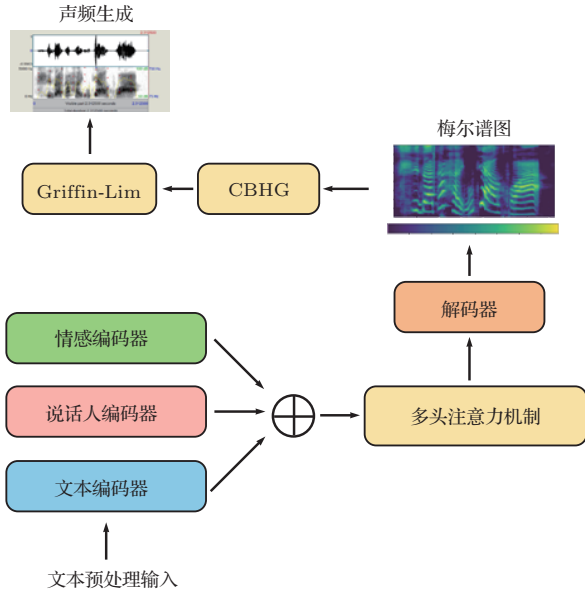 声频生成
梅尔谱图
Griffin-Lim
CBHG
解码器
情感编码器
说话人编码器
多头注意力机制
文本编码器
文本预处理输入